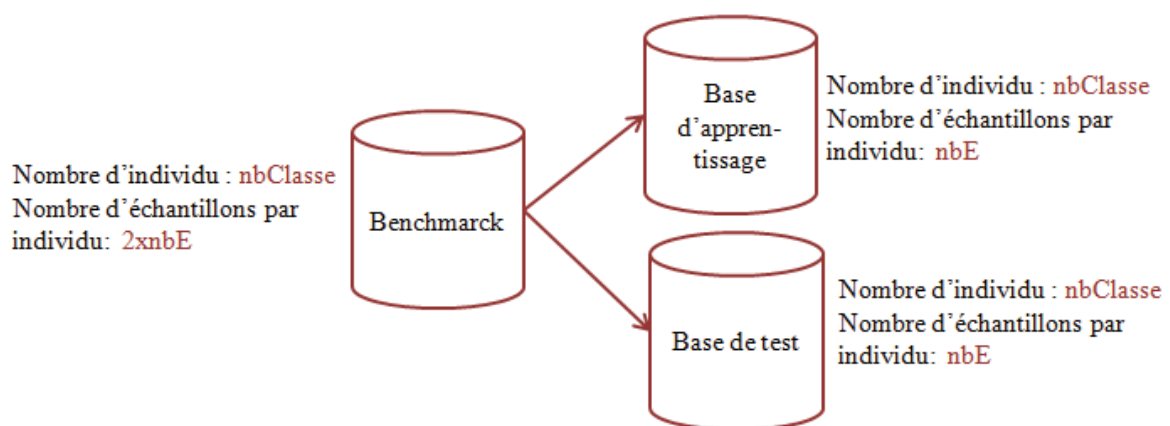 Nombre d'individu : nbClasse
Nombre d'échantillons par
individu: 2xnbE
Benchmarck
Base
d'appren-
tissage
Nombre d'individu : nbClasse
Nombre d'échantillons par
individu: nbE
Base de test
Nombre d'individu : nbClasse
Nombre d'échantillons par
individu: nbE